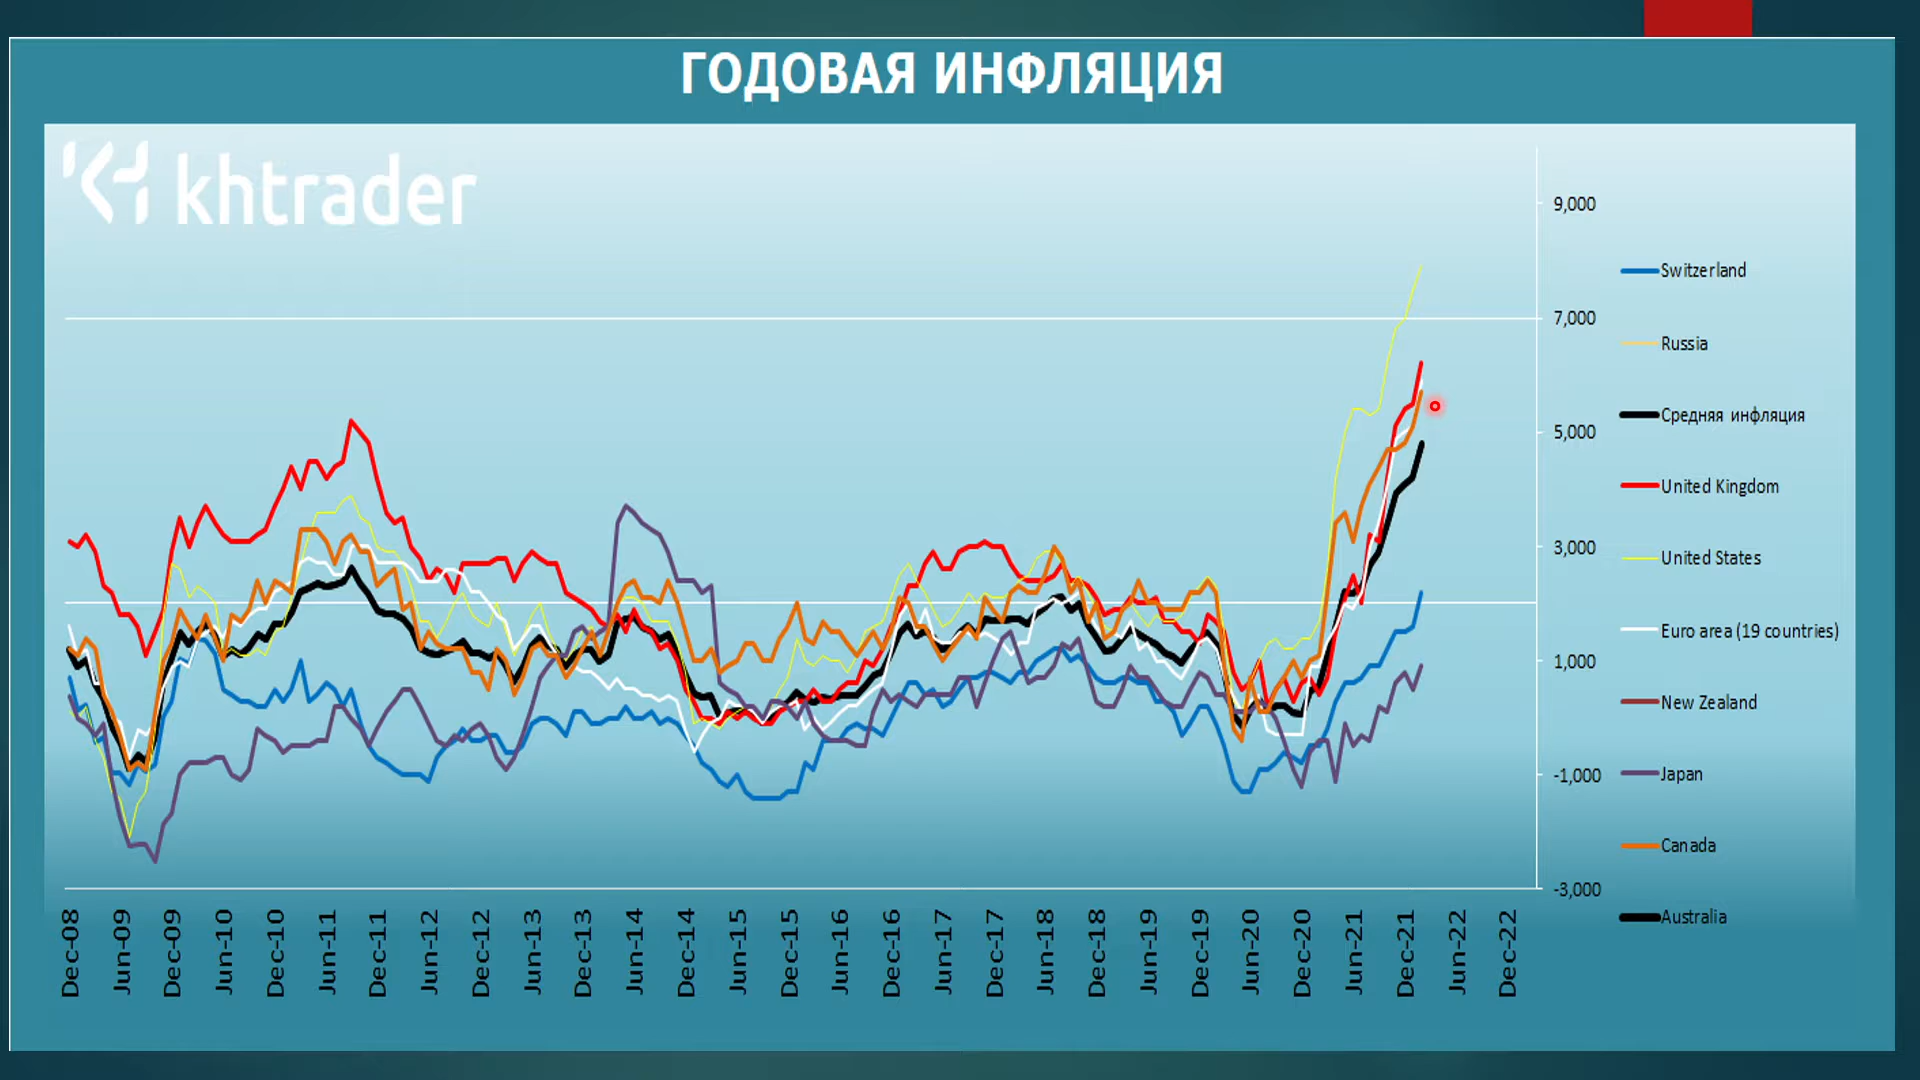 ГОДОВАЯ ИНФЛЯЦИЯ
khtrader
9,000
7,000
5,000
3,000
1,000
-1,000
-3,000
Switzerland
Russia
Средняя инфляция
United Kingdom
United States
Euro area (19 countries)
New Zealand
Japan
Canada
Australia
Dec-08
Jun-09
Dec-09
Jun-10
Dec-10
Jun-11
Dec-11
Jun-12
Dec-12
Jun-13
Dec-13
Jun-14
Dec-14
Jun-15
Dec-15
Jun-16
Dec-16
Jun-17
Dec-17
Jun-18
Dec-18
Jun-19
Dec-19
Jun-20
Dec-20
Jun-21
Dec-21
Jun-22
Dec-22